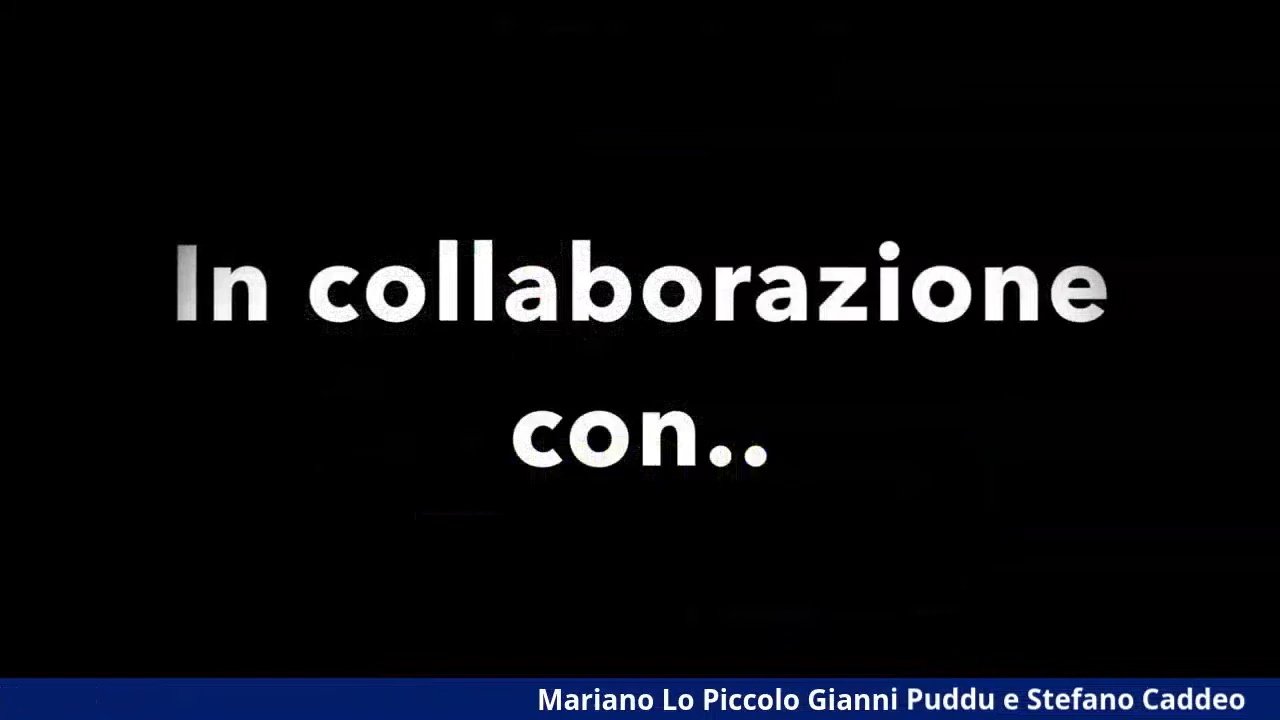 In collaborazione
con..
Mariano Lo Piccolo Gianni Puddu e Stefano Caddeo